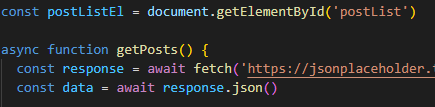 const postListEl = document.getElementById('postList')
async function getPosts() {
const response = await fetch('https://jsonplaceholder.
const data = await response.json()